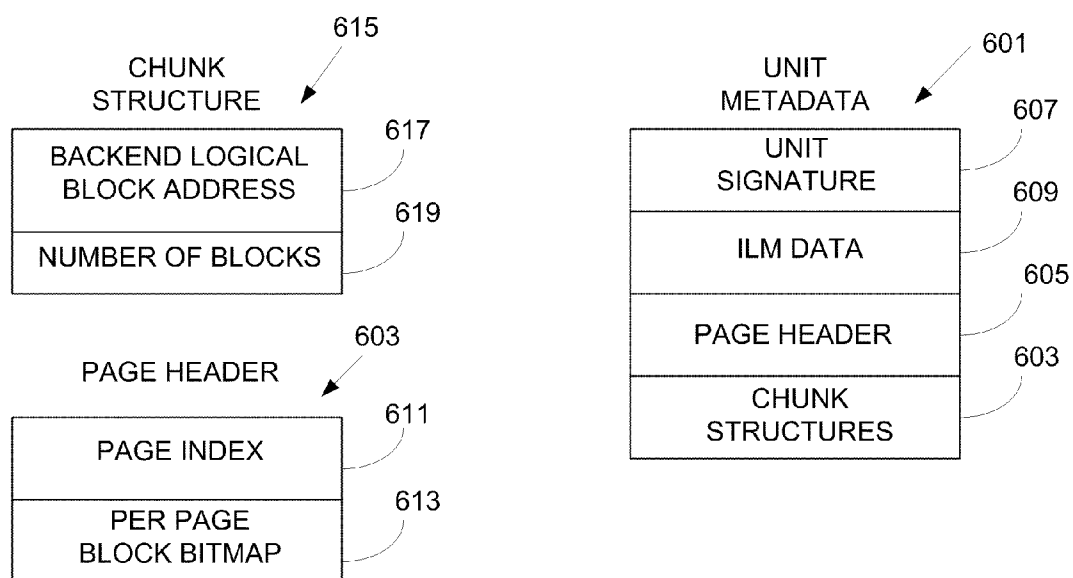 615
CHUNK
STRUCTURE
617
BACKEND LOGICAL
BLOCK ADDRESS
619
NUMBER OF BLOCKS
603
PAGE HEADER
611
PAGE INDEX
613
PER PAGE
BLOCK BITMAP
601
UNIT
METADATA
607
UNIT
SIGNATURE
609
ILM DATA
605
PAGE HEADER
603
CHUNK
STRUCTURES